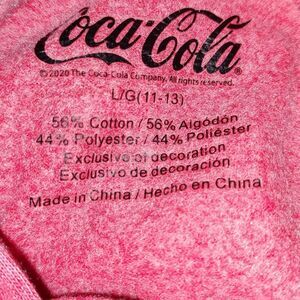 Coca-Cola®
©2020 The Coca-Cola Company. All rights reserved.
L/G(11-13)
56% Cotton / 56% Algodón
44% Polyester / 44% Poliéster
Exclusive of decoration
Exclusivo de decoración
Made in China / Hecho en China